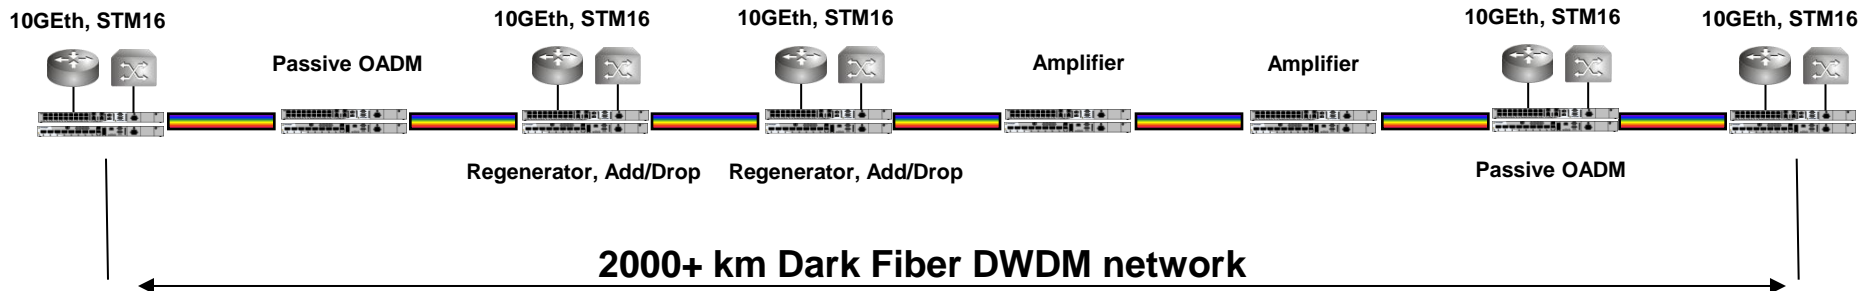 10GEth, STM16
10GEth, STM16
10GEth, STM16
10GEth, STM16
10GEth, STM16
Passive OADM
Amplifier
Amplifier
Regenerator, Add/Drop
Regenerator, Add/Drop
Passive OADM
2000+ km Dark Fiber DWDM network